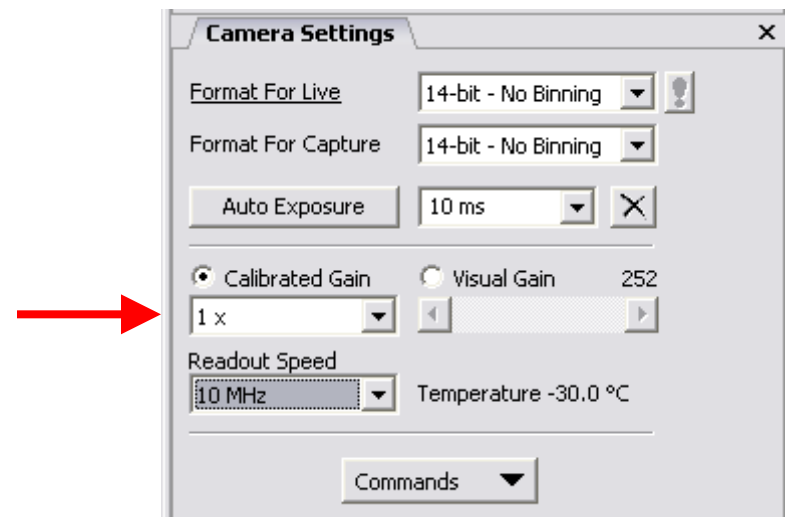 Camera Settings
Format For Live 14-bit - No Binning
Format For Capture 14-bit - No Binning
Auto Exposure 10 ms
Calibrated Gain Visual Gain 252
1 x
Readout Speed
10 MHz Temperature -30.0 °C
Commands